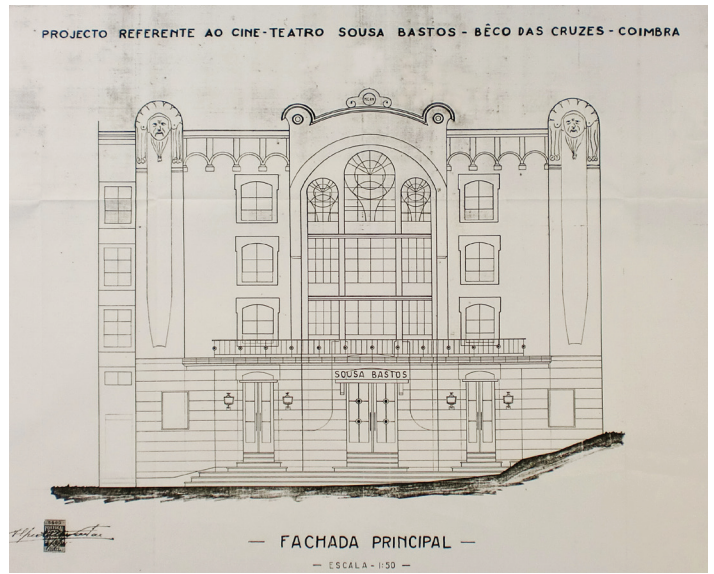 PROJECTO REFERENTE AO CINE-TEATRO SOUSA BASTOS - BÊCO DAS CRUZES - COIMBRA
SOUSA BASTOS
— FACHADA PRINCIPAL —
— ESCALA - 1:50 —